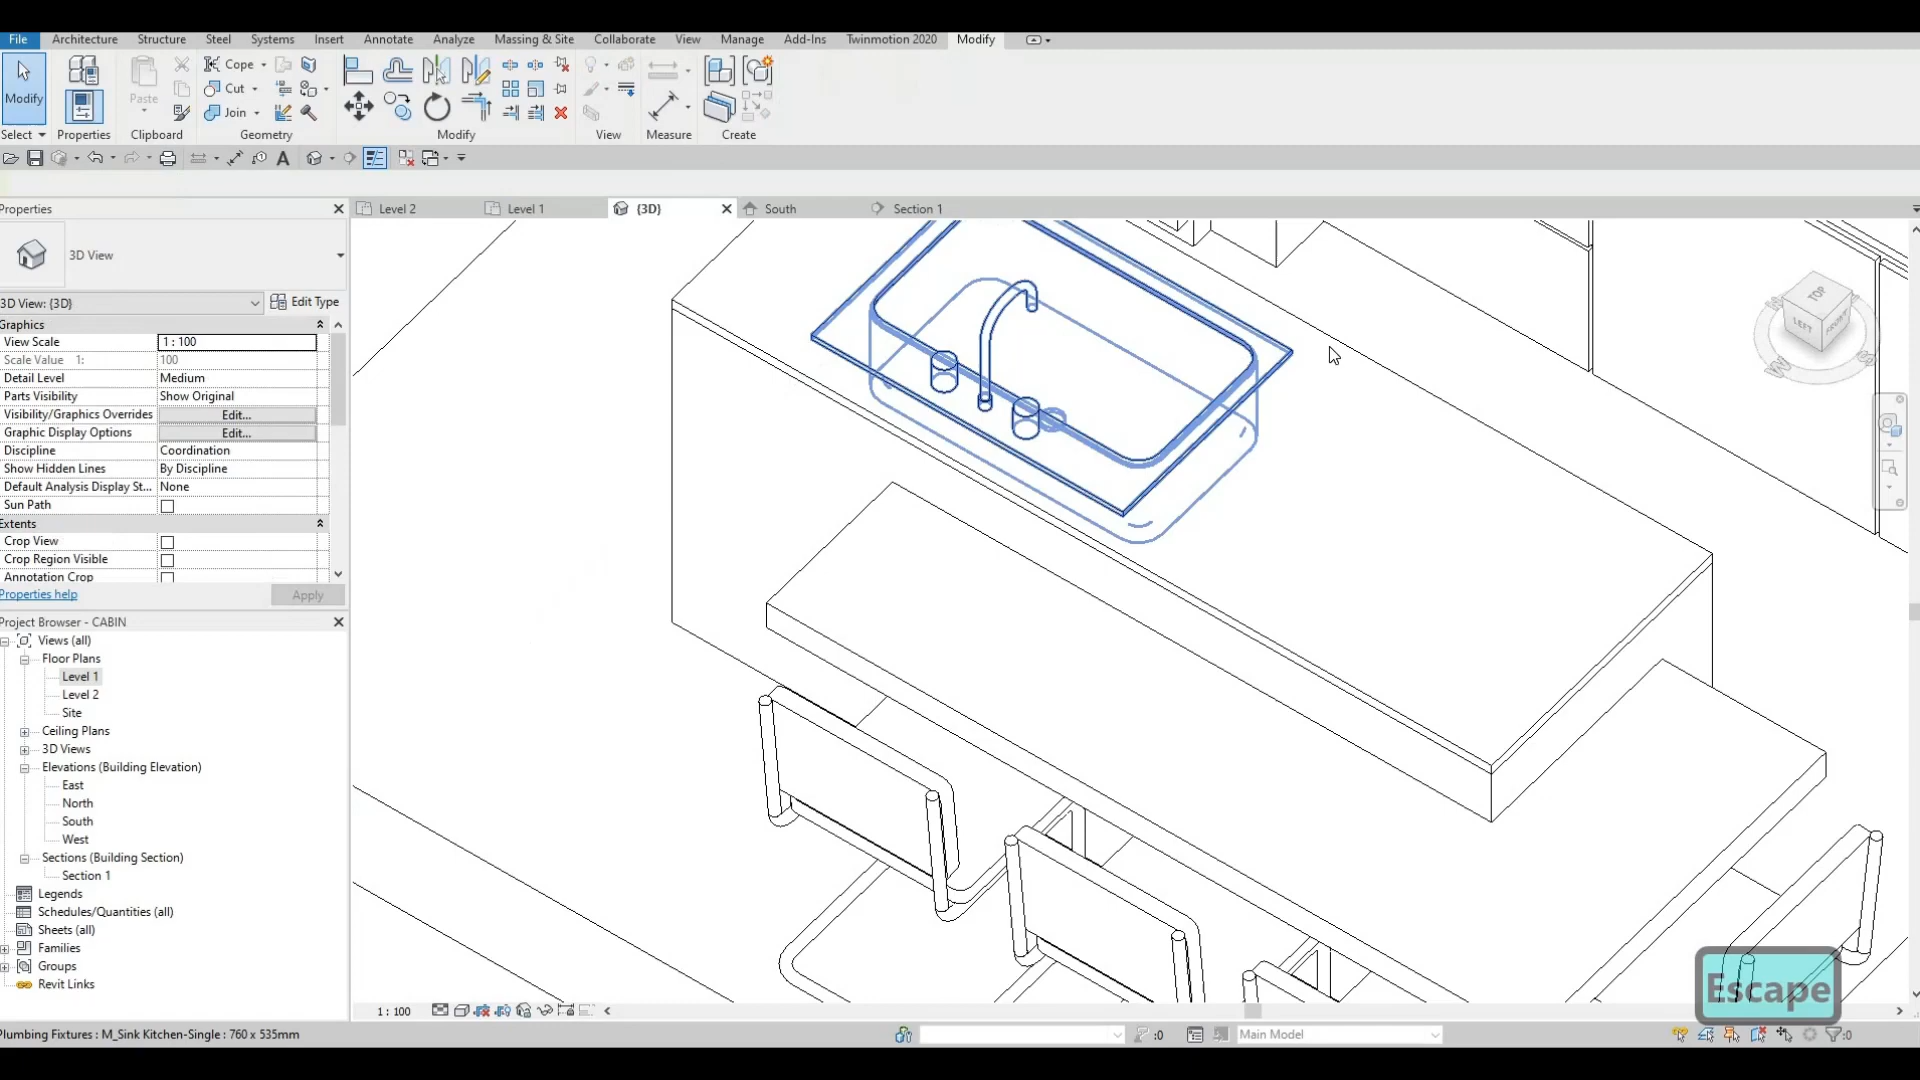 File Architecture Structure Steel Systems Insert Annotate Analyze Massing & Site Collaborate View Manage Add-Ins Twinmotion 2020 Modify
Modify Paste Cope Cut Join
Select Properties Clipboard Geometry Modify View Measure Create
Properties Level 2 Level 1 {3D} South Section 1
3D View
3D View: {3D} Edit Type
Graphics
View Scale 1 : 100
Scale Value 1: 100
Detail Level Medium
Parts Visibility Show Original
Visibility/Graphics Overrides Edit...
Graphic Display Options Edit...
Discipline Coordination
Show Hidden Lines By Discipline
Default Analysis Display St... None
Sun Path
Extents
Crop View
Crop Region Visible
Annotation Crop
Properties help Apply
Project Browser - CABIN
Views (all)
Floor Plans
Level 1
Level 2
Site
Ceiling Plans
3D Views
Elevations (Building Elevation)
East
North
South
West
Sections (Building Section)
Section 1
Legends
Schedules/Quantities (all)
Sheets (all)
Families
Groups
Revit Links
TOP
LEFT FRONT
W S
Escape
1 : 100
Plumbing Fixtures : M_Sink Kitchen-Single : 760 x 535mm :0 Main Model :0